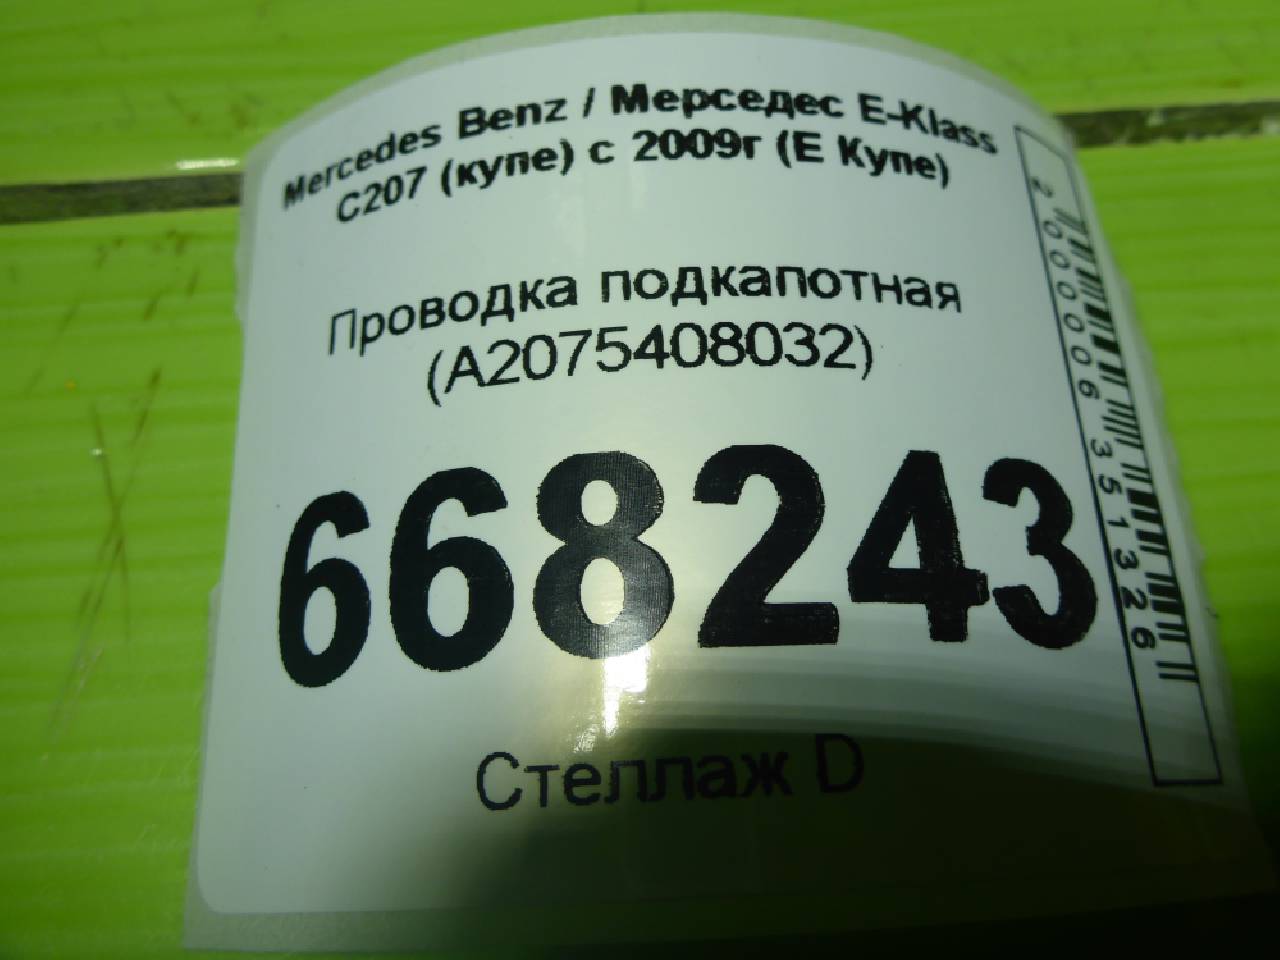 Mercedes Benz / Мерседес E-Klass
C207 (купе) с 2009г (Е Купе)
Проводка подкапотная
(A2075408032)
668243
Стеллаж D
2000006351326